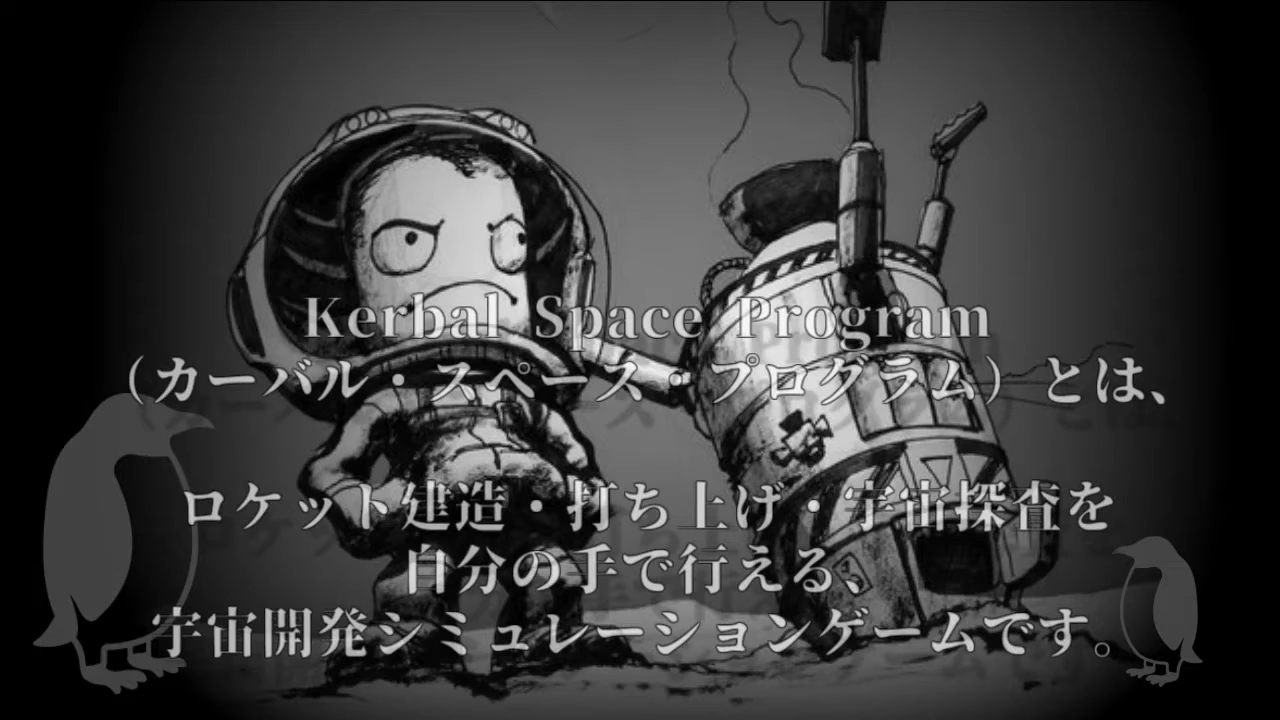 Kerbal Space Program
（カーバル・スペース・プログラム）とは、
ロケット建造・打ち上げ・宇宙探査を
自分の手で行える、
宇宙開発シミュレーションゲームです。